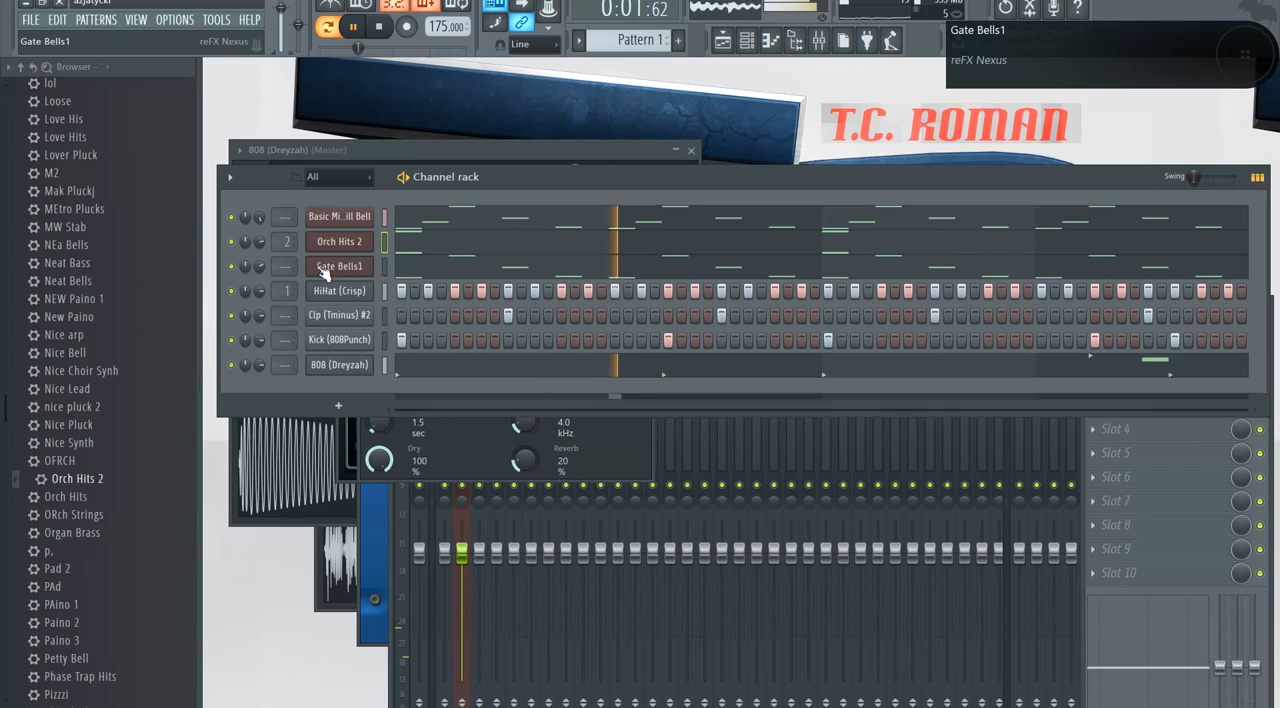 azjatycki
FILE EDIT PATTERNS VIEW OPTIONS TOOLS HELP
Gate Bells1
reFX Nexus
175.000
0:01:62
Line
Pattern 1
Gate Bells1
reFX Nexus
Browser
lol
Loose
Love His
Love Hits
Lover Pluck
M2
Mak Pluckj
MEtro Plucks
MW Stab
NEa Bells
Neat Bass
Neat Bells
NEW Paino 1
NEW Paino
Nice arp
Nice Bell
Nice Choir Synh
Nice Lead
nice pluck 2
Nice Pluck
Nice Synth
OFRCH
Orch Hits 2
Orch Hits
ORch Strings
Organ Brass
p,
Pad 2
PAd
PAino 1
Paino 2
Paino 3
Petty Bell
Phase Trap Hits
Pizzzi
T.C. ROMAN
808 (Dreyzah) (Master)
All
Channel rack
Swing
Basic Mi..ill Bell
2 Orch Hits 2
Gate Bells1
1 HiHat (Crisp)
Clp (Tminus) #2
Kick (808Punch)
808 (Dreyzah)
+
1.5
sec
4.0
kHz
Dry
100
%
Reverb
20
%
Slot 4
Slot 5
Slot 6
Slot 7
Slot 8
Slot 9
Slot 10